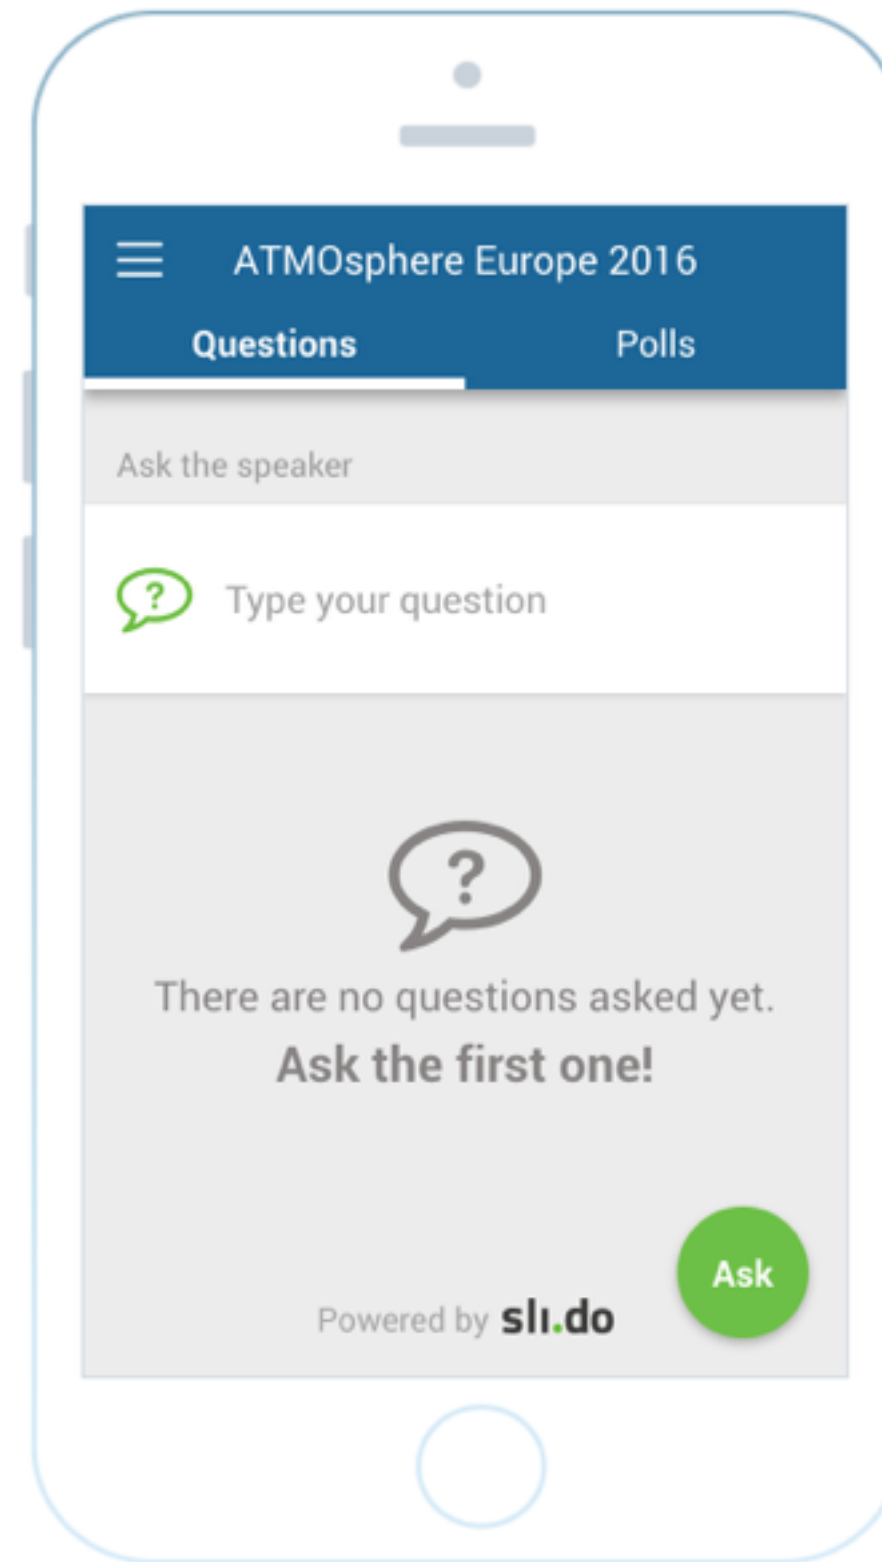 ATMOsphere Europe 2016
Questions Polls
Ask the speaker
? Type your question
?
There are no questions asked yet.
Ask the first one!
Ask
Powered by sli.do